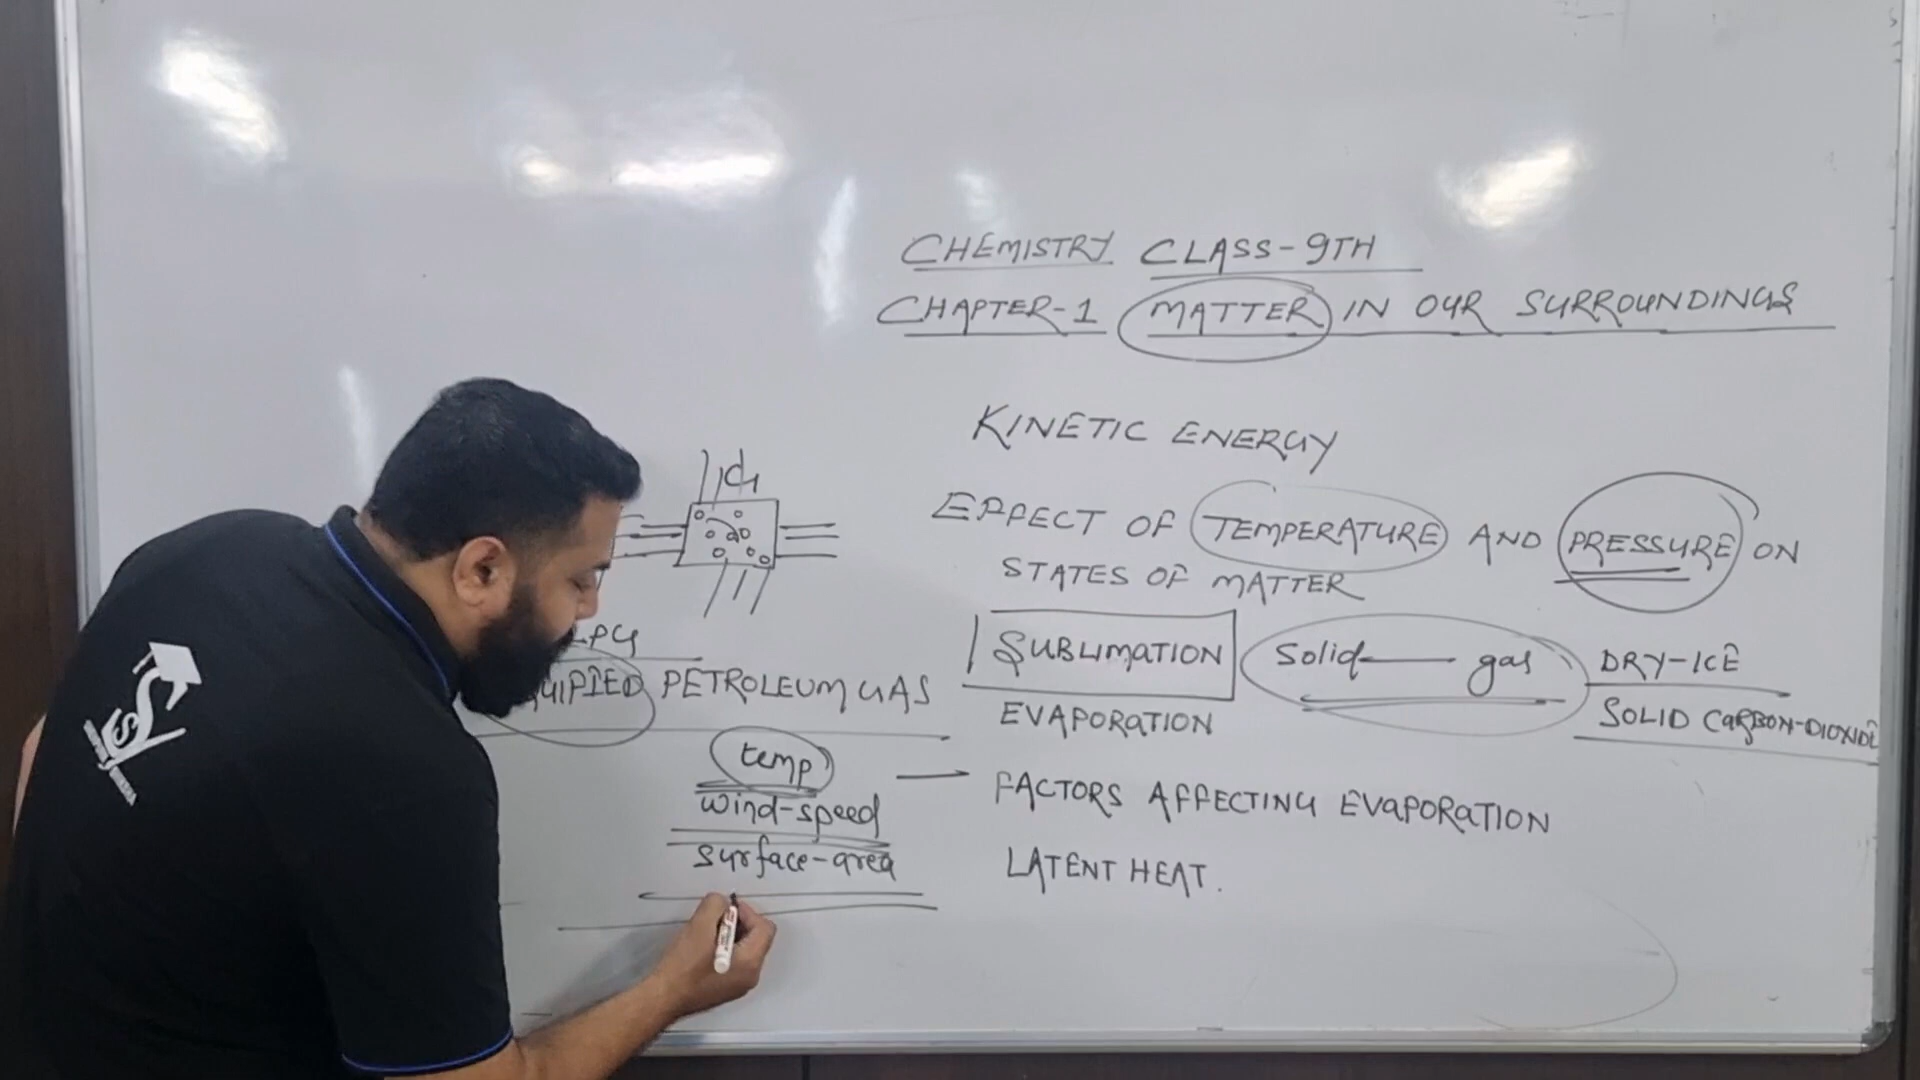 CHEMISTRY CLASS-9TH
CHAPTER-1 MATTER IN OUR SURROUNDINGS
KINETIC ENERGY
EFFECT OF TEMPERATURE AND PRESSURE ON
STATES OF MATTER
SUBLIMATION Solid gas DRY-ICE
SOLID CARBON-DIOXIDE
EVAPORATION
FACTORS AFFECTING EVAPORATION
LATENT HEAT.
LPG
PETROLEUM GAS
temp
wind-speed
surface-area